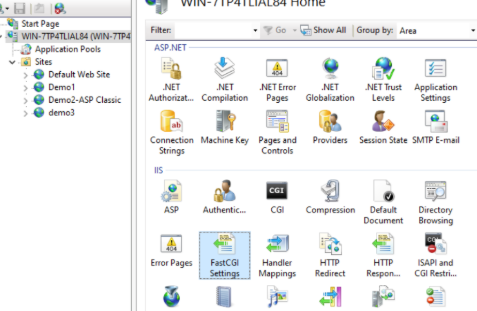 WIN-7TP4TLIAL84 Home
Start Page
WIN-7TP4TLIAL84 (WIN-7TP4
Application Pools
Sites
Default Web Site
Demo1
Demo2-ASP Classic
demo3
Filter: Go Show All Group by: Area
ASP.NET
.NET Authorizat... .NET Compilation .NET Error Pages .NET Globalization .NET Trust Levels Application Settings
404
ab
Connection Strings Machine Key Pages and Controls Providers Session State SMTP E-mail
IIS
CGI
ASP Authentic... CGI Compression Default Document Directory Browsing
404
Error Pages FastCGI Settings Handler Mappings HTTP Redirect HTTP Respon... ISAPI and CGI Restri...